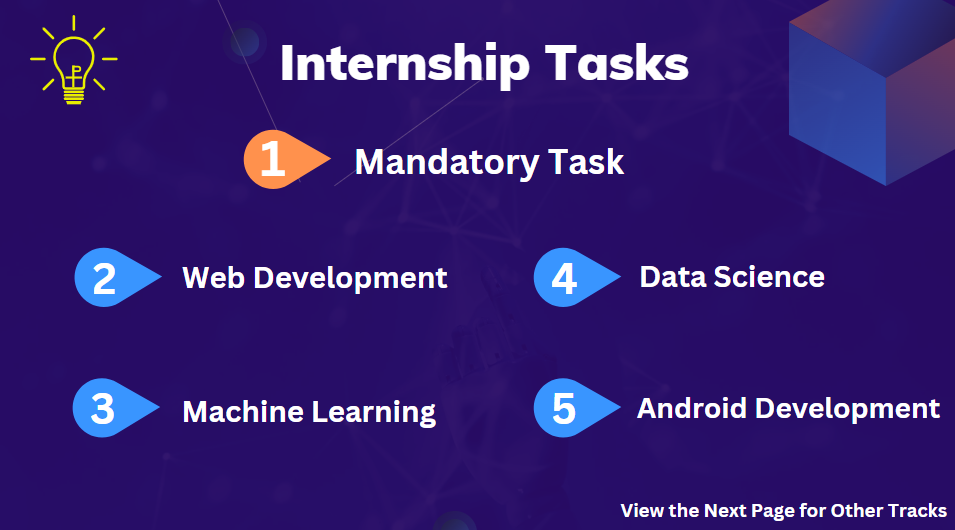 Internship Tasks
1 Mandatory Task
2 Web Development
4 Data Science
3 Machine Learning
5 Android Development
View the Next Page for Other Tracks